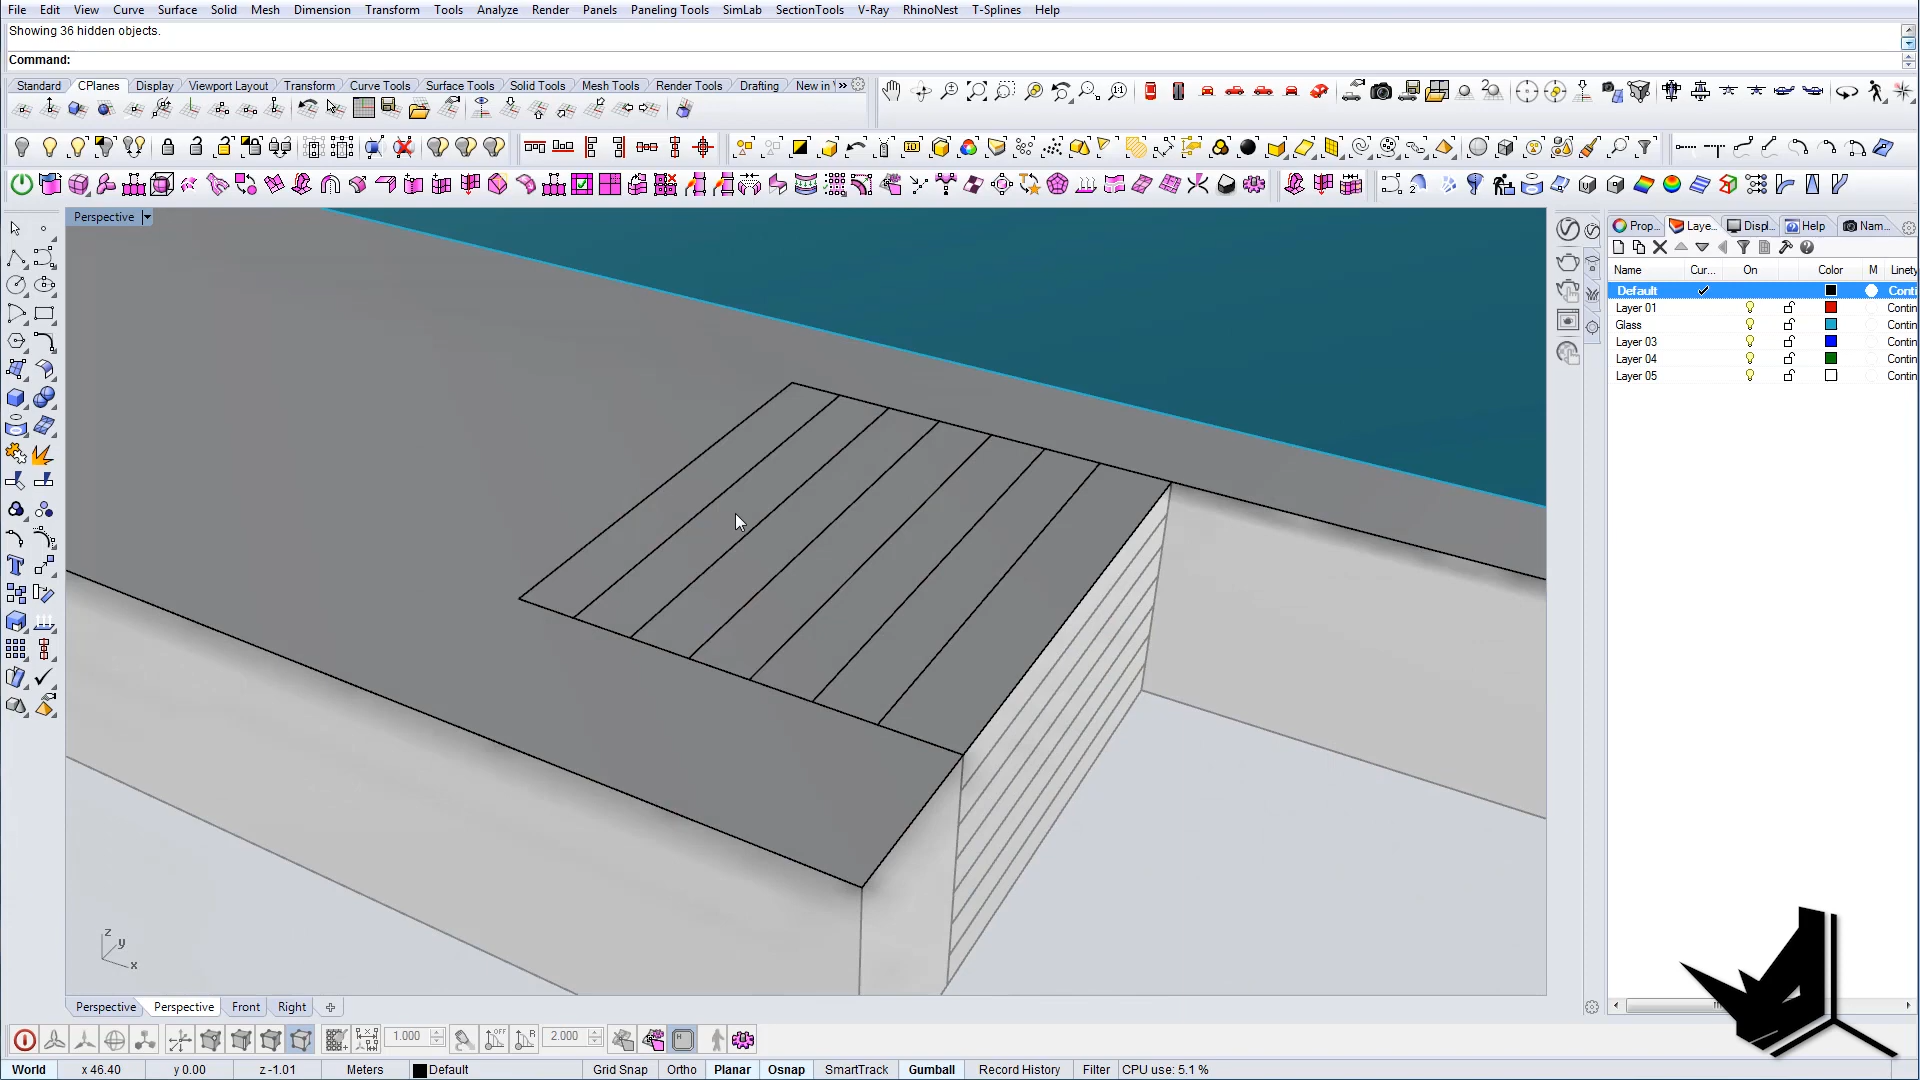 File Edit View Curve Surface Solid Mesh Dimension Transform Tools Analyze Render Panels Paneling Tools SimLab SectionTools V-Ray RhinoNest T-Splines Help
Showing 36 hidden objects.
Command:
Standard CPlanes Display Viewport Layout Transform Curve Tools Surface Tools Solid Tools Mesh Tools Render Tools Drafting New in
Perspective
Prop... Laye... Displ... Help Nam...
Name Cur... On Color M Linety
Default Conti
Layer 01 Contin
Glass Contin
Layer 03 Contin
Layer 04 Contin
Layer 05 Contin
z
y
x
Perspective Perspective Front Right
1.000 2.000
World x 46.40 y 0.00 z -1.01 Meters Default Grid Snap Ortho Planar Osnap SmartTrack Gumball Record History Filter CPU use: 5.1 %